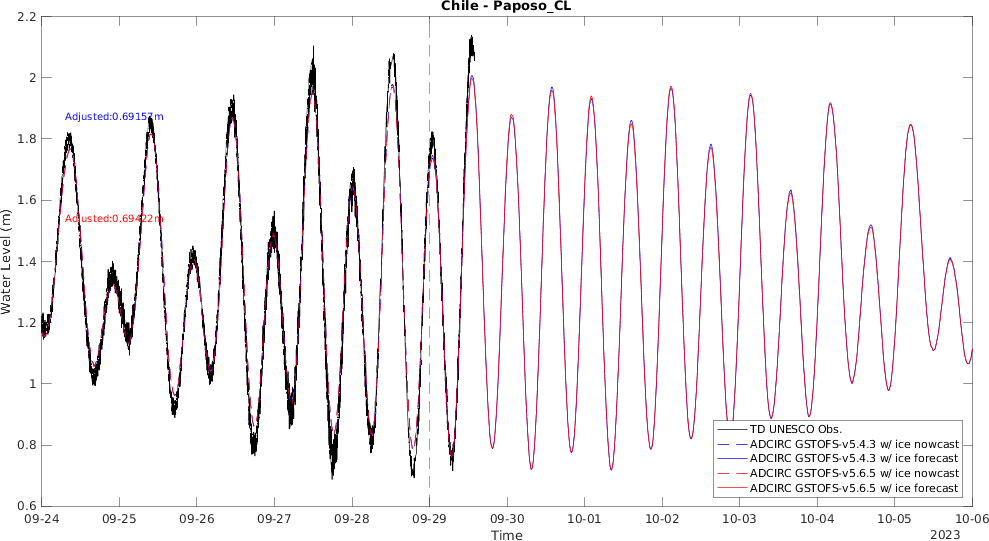 Chile - Paposo_CL
2.2
2
1.8
1.6
1.4
1.2
1
0.8
0.6
Water Level (m)
Adjusted:0.69157m
Adjusted:0.69422m
TD UNESCO Obs.
ADCIRC GSTOFS-v5.4.3 w/ ice nowcast
ADCIRC GSTOFS-v5.4.3 w/ ice forecast
ADCIRC GSTOFS-v5.6.5 w/ ice nowcast
ADCIRC GSTOFS-v5.6.5 w/ ice forecast
09-24 09-25 09-26 09-27 09-28 09-29 09-30 10-01 10-02 10-03 10-04 10-05 10-06
Time
2023